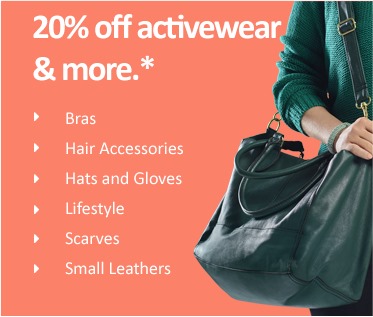 20% off activewear
& more.*
Bras
Hair Accessories
Hats and Gloves
Lifestyle
Scarves
Small Leathers